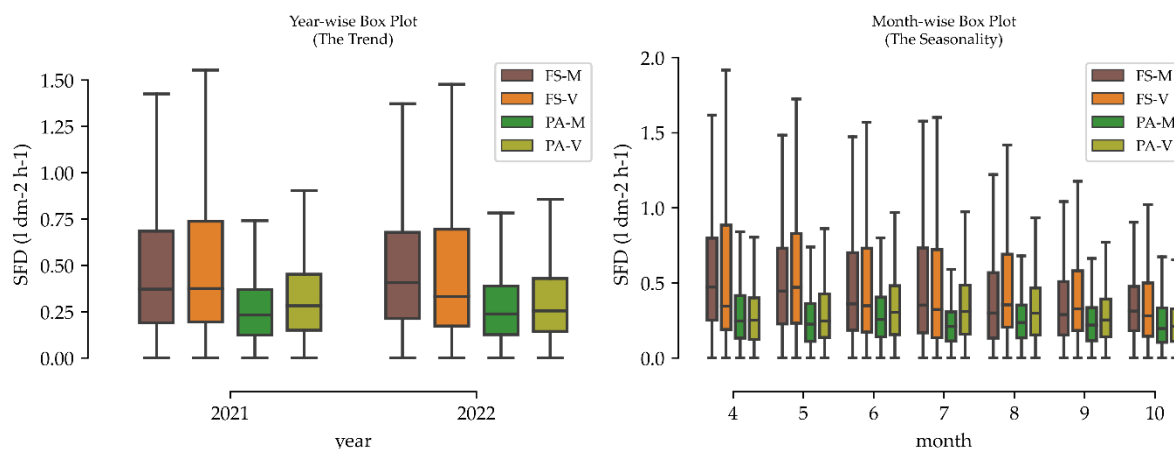 Year-wise Box Plot
(The Trend)
SFD (l dm-2 h-1)
1.50
1.25
1.00
0.75
0.50
0.25
0.00
FS-M
FS-V
PA-M
PA-V
2021
2022
year
Month-wise Box Plot
(The Seasonality)
SFD (l dm-2 h-1)
2.0
1.5
1.0
0.5
0.0
FS-M
FS-V
PA-M
PA-V
4
5
6
7
8
9
10
month